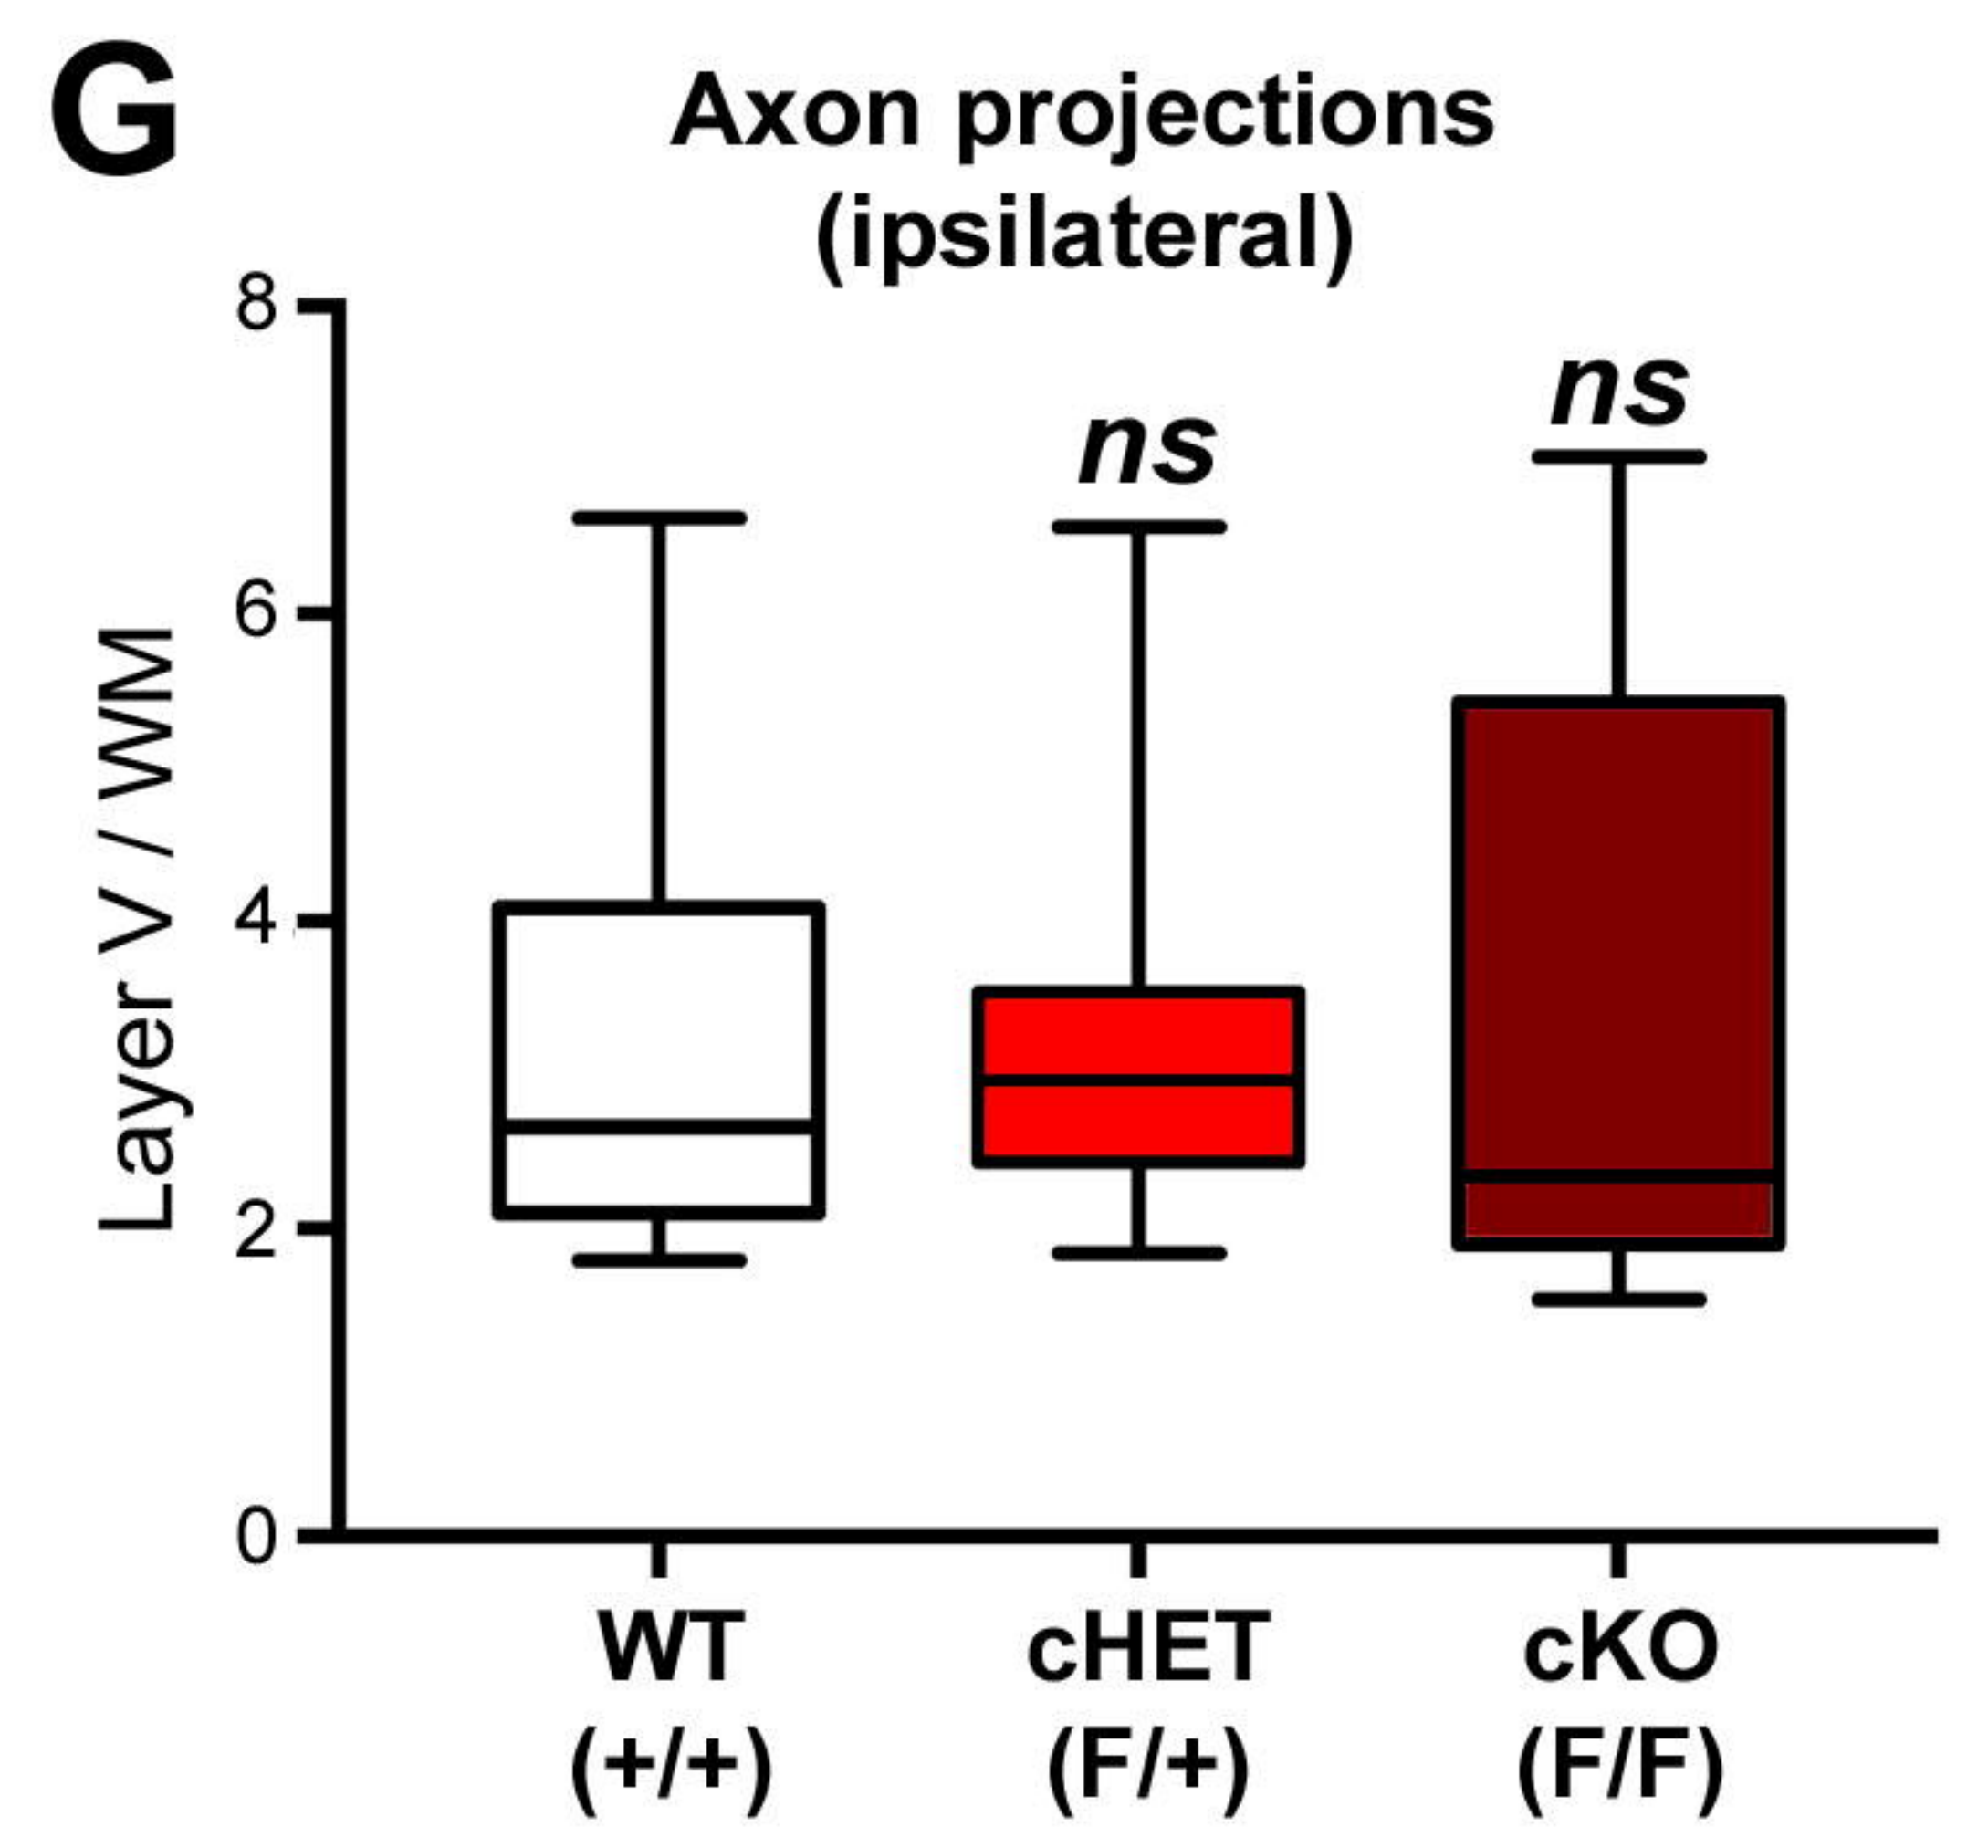 G
Axon projections
(ipsilateral)
8
ns
ns
6
Layer V / WM
4
2
0
WT
cHET
cKO
(+/+)
(F/+)
(F/F)